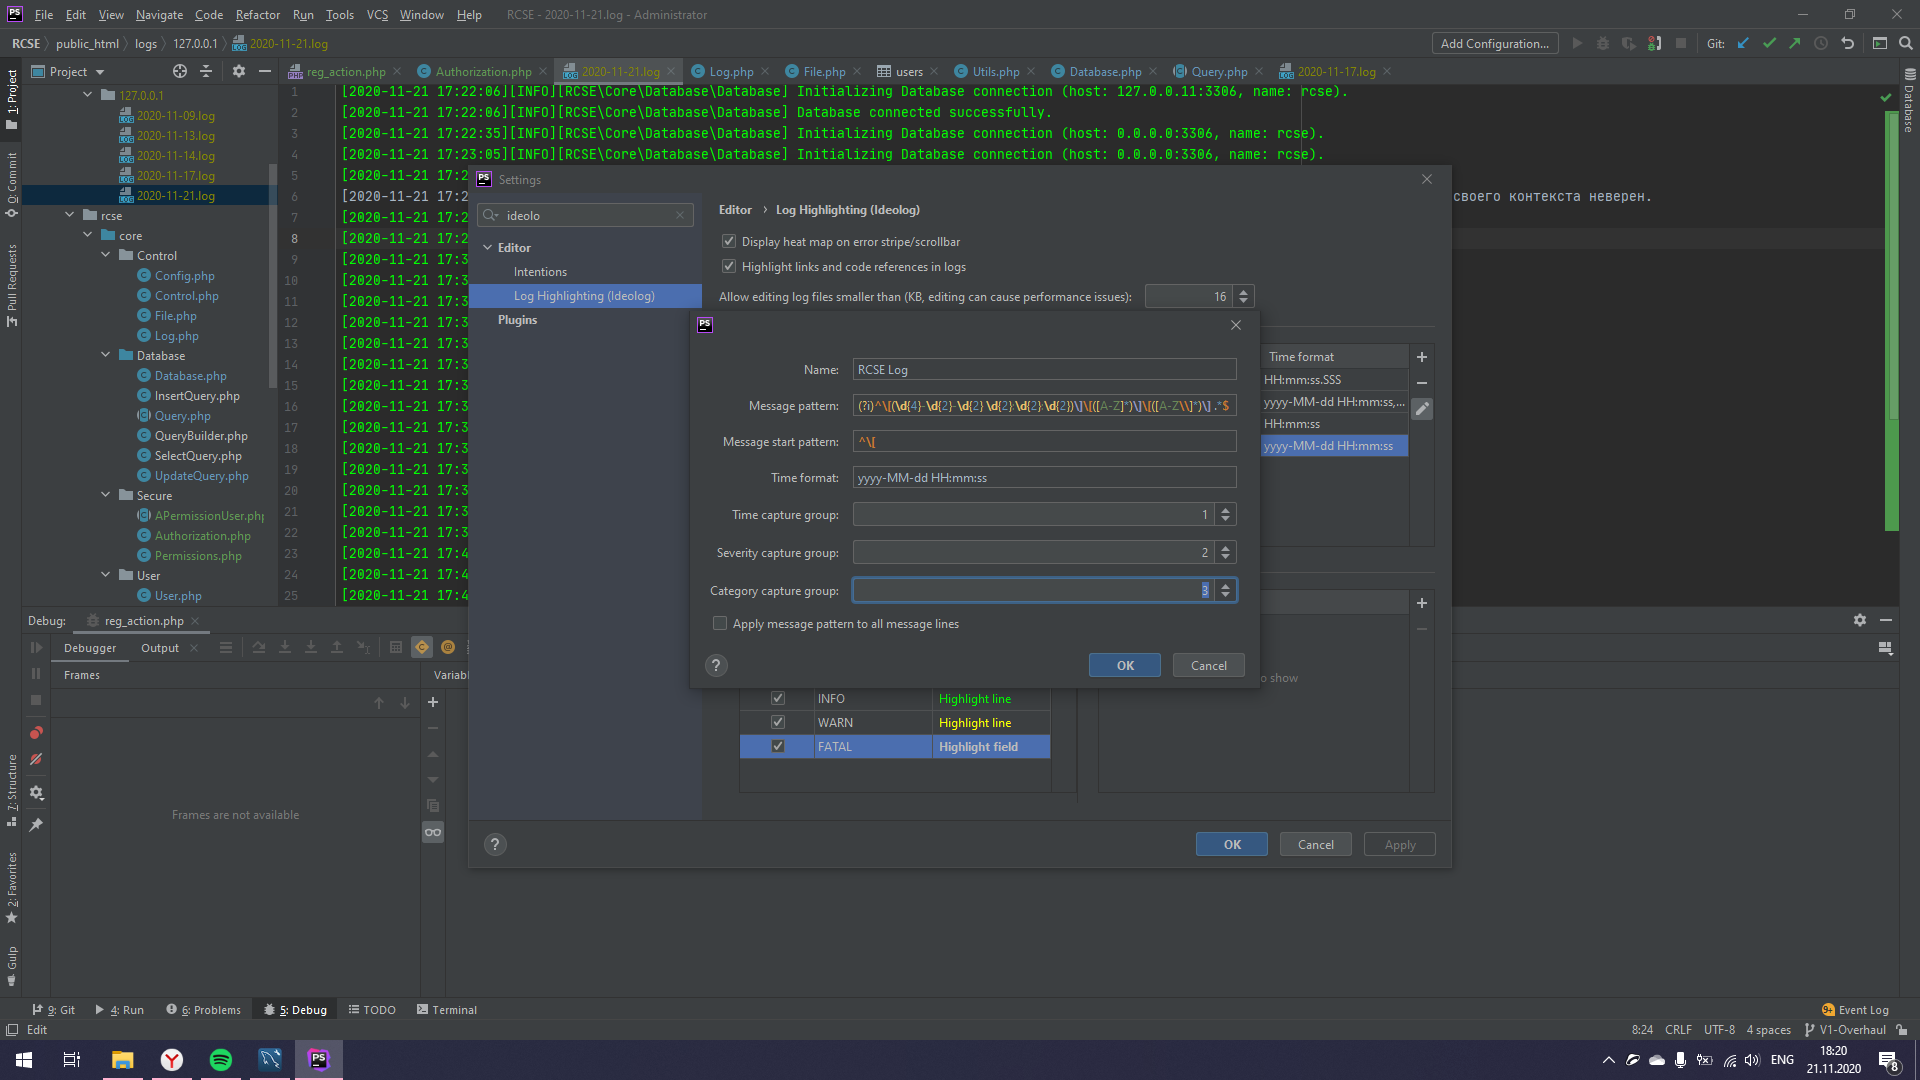 File Edit View Navigate Code Refactor Run Tools VCS Window Help RCSE - 2020-11-21.log - Administrator
RCSE public_html logs 127.0.0.1 2020-11-21.log Add Configuration... Git:
Project reg_action.php Authorization.php 2020-11-21.log Log.php File.php users Utils.php Database.php Query.php 2020-11-17.log
1: Project
0: Commit
Pull Requests
7: Structure
2: Favorites
Gulp
Database
127.0.0.1
2020-11-09.log
2020-11-13.log
2020-11-14.log
2020-11-17.log
2020-11-21.log
rcse
core
Control
Config.php
Control.php
File.php
Log.php
Database
Database.php
InsertQuery.php
Query.php
QueryBuilder.php
SelectQuery.php
UpdateQuery.php
Secure
APermissionUser.php
Authorization.php
Permissions.php
User
User.php
1 [2020-11-21 17:22:06][INFO][RCSE\Core\Database\Database] Initializing Database connection (host: 127.0.0.11:3306, name: rcse).
2 [2020-11-21 17:22:06][INFO][RCSE\Core\Database\Database] Database connected successfully.
3 [2020-11-21 17:22:35][INFO][RCSE\Core\Database\Database] Initializing Database connection (host: 0.0.0.0:3306, name: rcse).
4 [2020-11-21 17:23:05][INFO][RCSE\Core\Database\Database] Initializing Database connection (host: 0.0.0.0:3306, name: rcse).
5 [2020-11-21 17:2
6 [2020-11-21 17:2 своего контекста неверен.
7 [2020-11-21 17:2
8 [2020-11-21 17:2
9 [2020-11-21 17:3
10 [2020-11-21 17:3
11 [2020-11-21 17:3
12 [2020-11-21 17:3
13 [2020-11-21 17:3
14 [2020-11-21 17:3
15 [2020-11-21 17:3
16 [2020-11-21 17:3
17 [2020-11-21 17:3
18 [2020-11-21 17:3
19 [2020-11-21 17:3
20 [2020-11-21 17:3
21 [2020-11-21 17:3
22 [2020-11-21 17:3
23 [2020-11-21 17:4
24 [2020-11-21 17:4
25 [2020-11-21 17:4
Settings
ideolo
Editor
Intentions
Log Highlighting (Ideolog)
Plugins
Editor › Log Highlighting (Ideolog)
Display heat map on error stripe/scrollbar
Highlight links and code references in logs
Allow editing log files smaller than (KB, editing can cause performance issues): 16
Time format
HH:mm:ss.SSS
yyyy-MM-dd HH:mm:ss,...
HH:mm:ss
yyyy-MM-dd HH:mm:ss
Name: RCSE Log
Message pattern: (?i)^\[(\d{4}-\d{2}-\d{2} \d{2}:\d{2}:\d{2})\]\[([A-Z]*)\]\[([A-Z\\]*)\] .*$
Message start pattern: ^\[
Time format: yyyy-MM-dd HH:mm:ss
Time capture group: 1
Severity capture group: 2
Category capture group: 3
Apply message pattern to all message lines
? OK Cancel
o show
INFO Highlight line
WARN Highlight line
FATAL Highlight field
? OK Cancel Apply
Debug: reg_action.php
Debugger Output
Frames Variab
Frames are not available
9: Git 4: Run 6: Problems 5: Debug TODO Terminal 9+ Event Log
Edit 8:24 CRLF UTF-8 4 spaces V1-Overhaul
ENG 18:20
21.11.2020 8